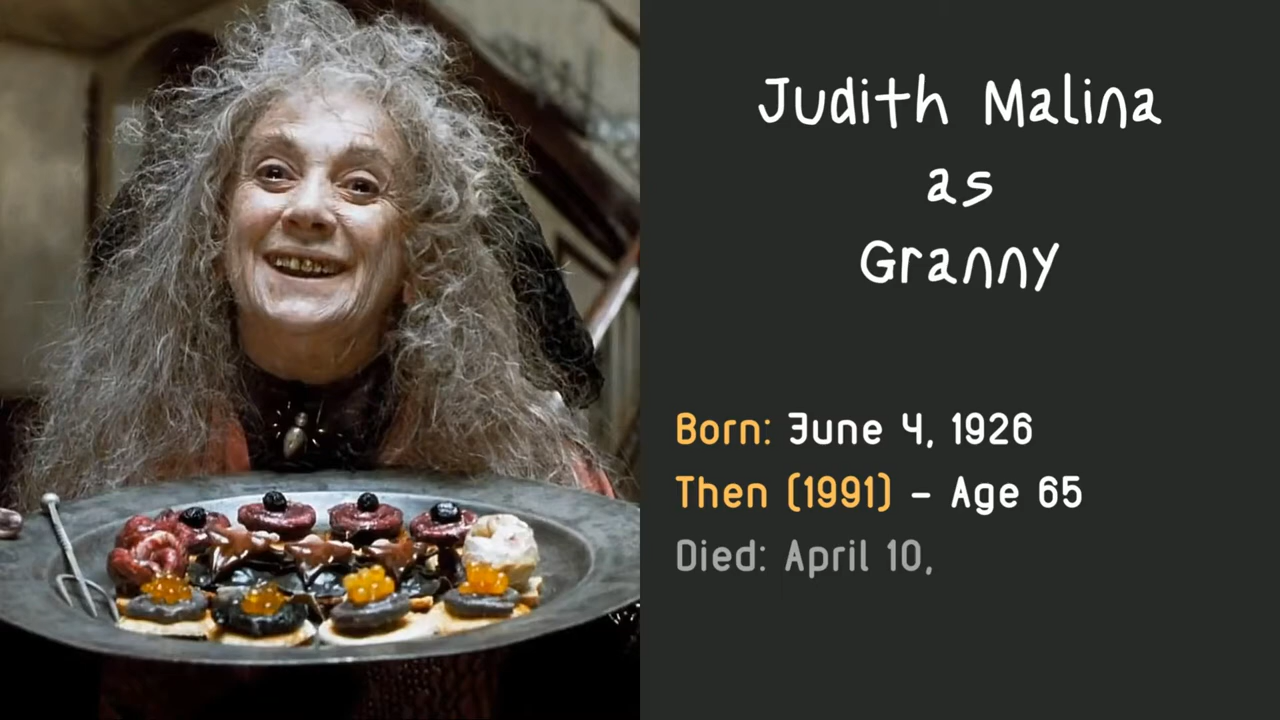 Judith Malina
as
Granny
Born: June 4, 1926
Then (1991) – Age 65
Died: April 10,